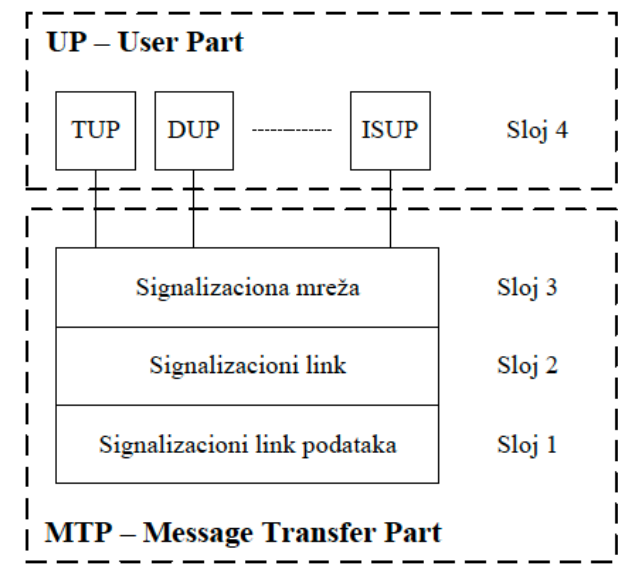 UP – User Part
TUP DUP ISUP Sloj 4
Signalizaciona mreža Sloj 3
Signalizacioni link Sloj 2
Signalizacioni link podataka Sloj 1
MTP – Message Transfer Part